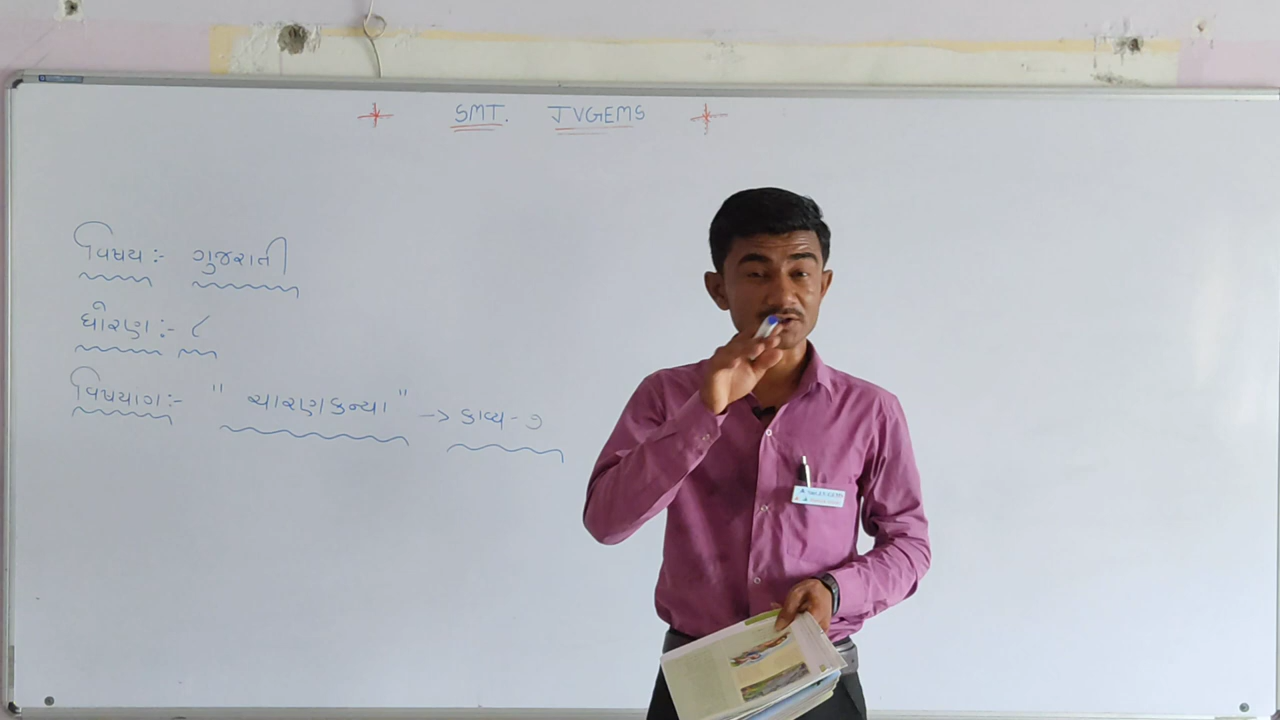 SMT. JVGEMS
વિષય :- ગુજરાતી
ધોરણ :- ૮
વિષયાંગ :- " ચારણકન્યા " -> કાવ્ય - ૭